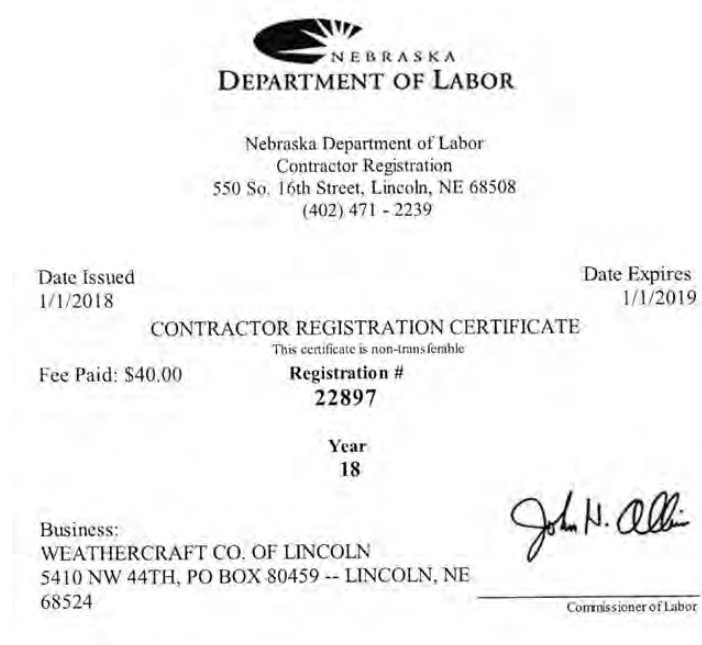 NEBRASKA
DEPARTMENT OF LABOR
Nebraska Department of Labor
Contractor Registration
550 So. 16th Street, Lincoln, NE 68508
(402) 471 - 2239
Date Issued
1/1/2018
Date Expires
1/1/2019
CONTRACTOR REGISTRATION CERTIFICATE
This certificate is non-transferable
Fee Paid: $40.00
Registration #
22897
Year
18
John H. Albin
Business:
WEATHERCRAFT CO. OF LINCOLN
5410 NW 44TH, PO BOX 80459 -- LINCOLN, NE
68524
Commissioner of Labor